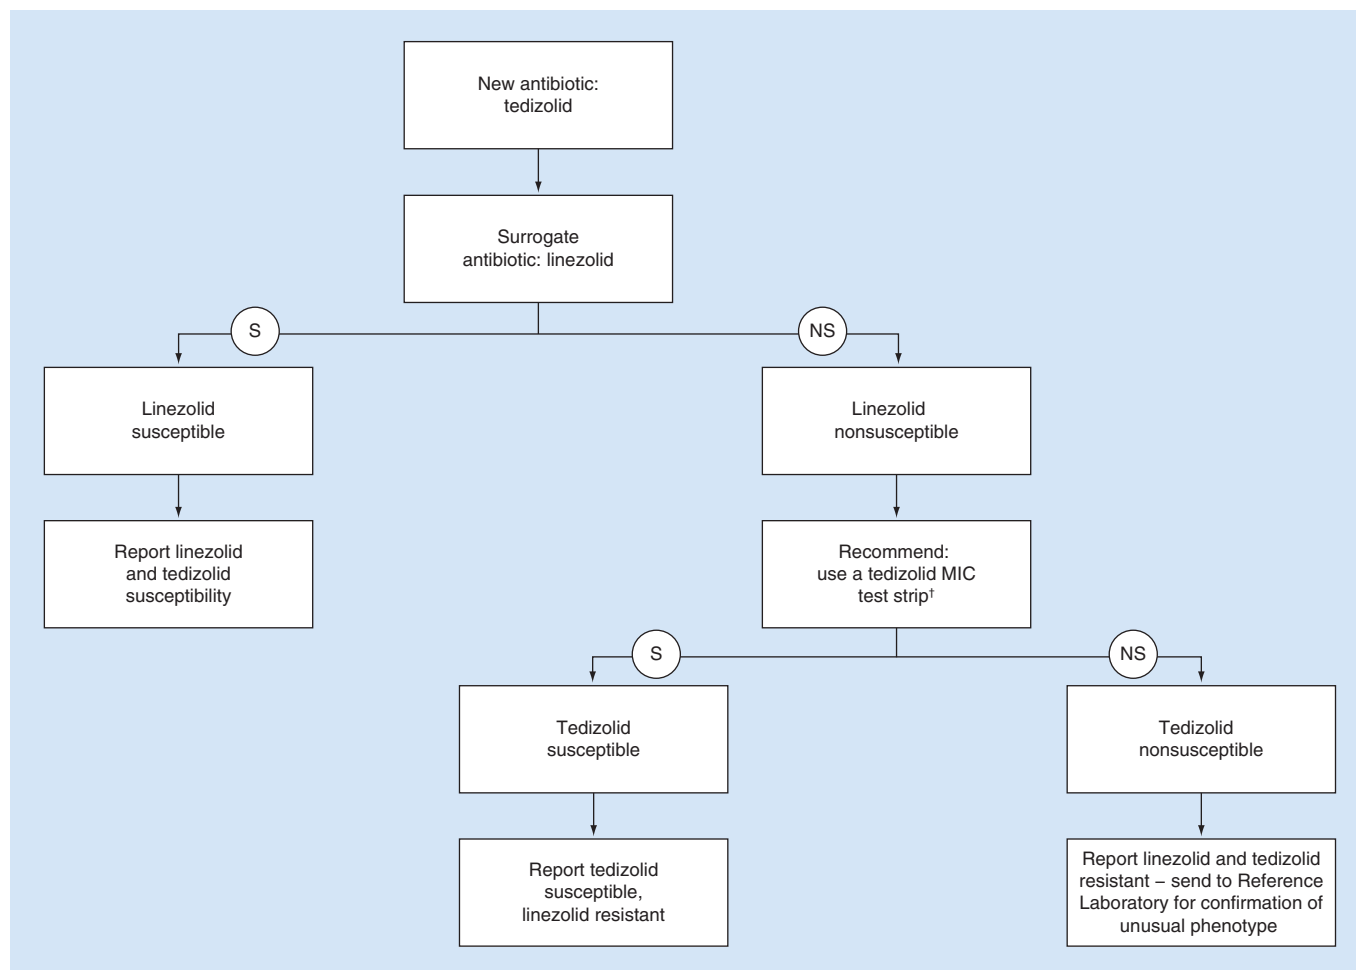 New antibiotic:
tedizolid
Surrogate
antibiotic: linezolid
S
NS
Linezolid
susceptible
Linezolid
nonsusceptible
Report linezolid
and tedizolid
susceptibility
Recommend:
use a tedizolid MIC
test strip†
S
NS
Tedizolid
susceptible
Tedizolid
nonsusceptible
Report tedizolid
susceptible,
linezolid resistant
Report linezolid and tedizolid
resistant – send to Reference
Laboratory for confirmation of
unusual phenotype